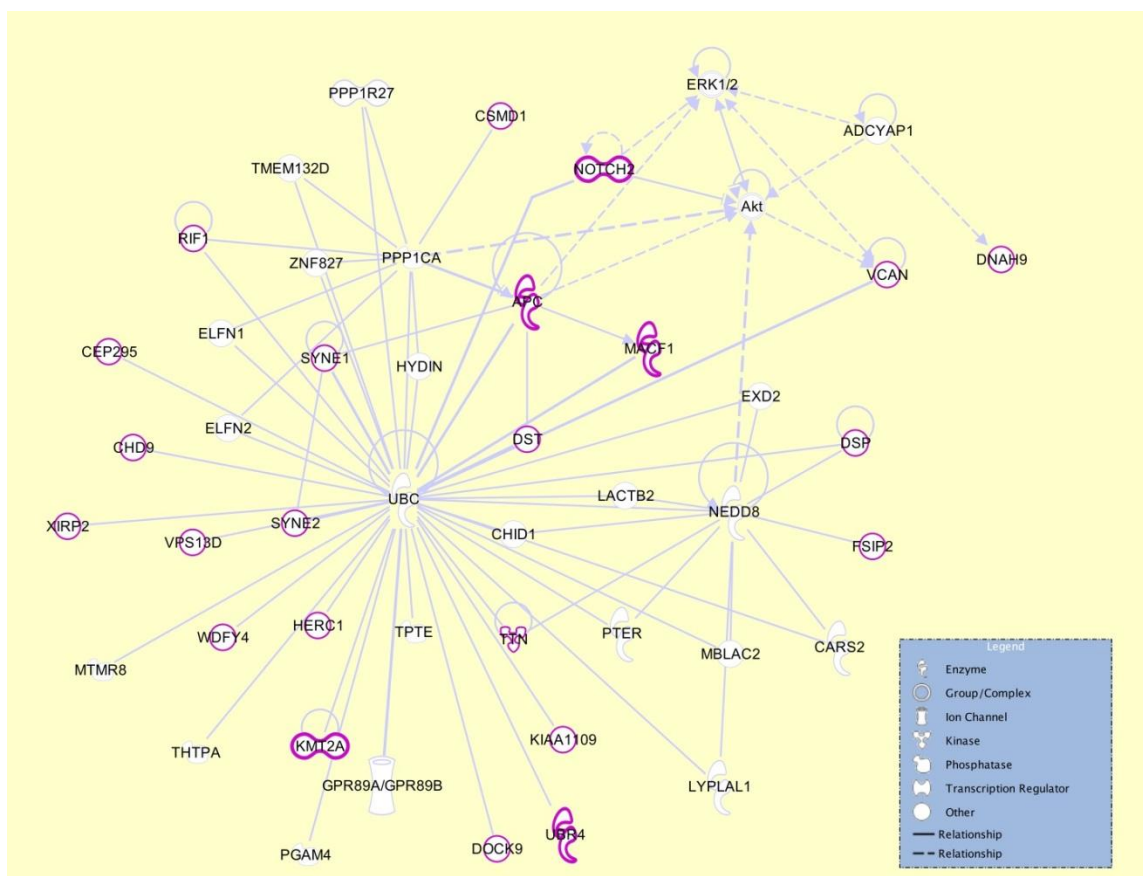 ERK1/2
PPP1R27
CSMD1
ADCYAP1
TMEM132D
NOTCH2
Akt
RIF1
ZNF827
PPP1CA
VCAN
DNAH9
APC
ELFN1
CEP295
SYNE1
HYDIN
MACF1
EXD2
ELFN2
CHD9
DST
DSP
UBC
LACTB2
NEDD8
XIRP2
VPS13D
SYNE2
CHID1
FSIP2
WDFY4
HERC1
TPTE
TTN
PTER
MBLAC2
CARS2
MTMR8
THTPA
KMT2A
KIAA1109
GPR89A/GPR89B
LYPLAL1
UBR4
PGAM4
DOCK9
Legend
Enzyme
Group/Complex
Ion Channel
Kinase
Phosphatase
Transcription Regulator
Other
Relationship
Relationship